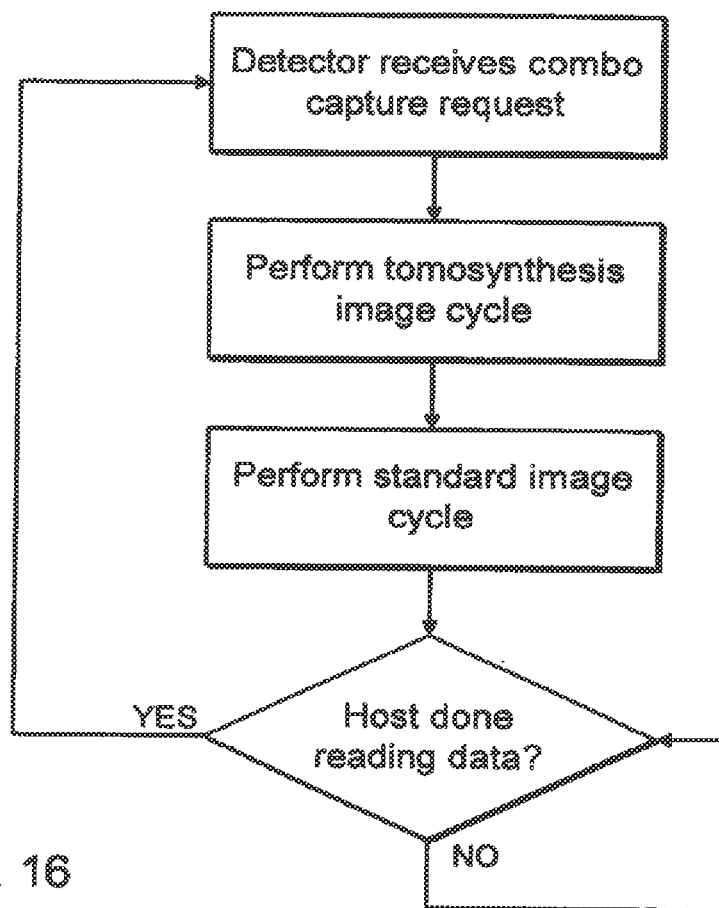 Detector receives combo
capture request
Perform tomosynthesis
image cycle
Perform standard image
cycle
Host done
reading data?
YES
NO
. 16